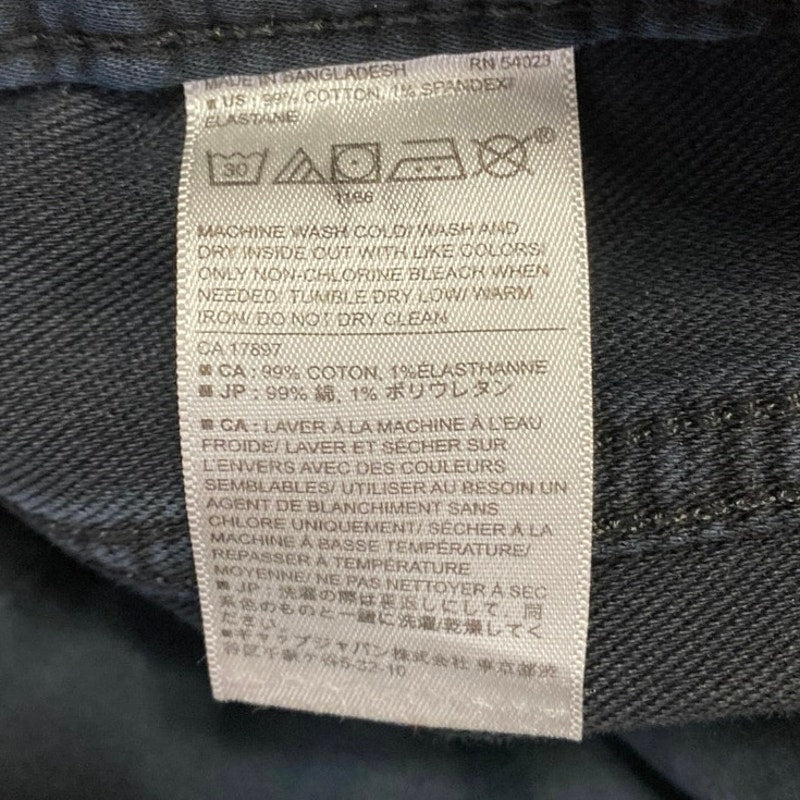 MADE IN BANGLADESH RN 54023
■ US : 99% COTTON, 1% SPANDEX/
ELASTANE
30
®
1166
MACHINE WASH COLD/ WASH AND
DRY INSIDE OUT WITH LIKE COLORS/
ONLY NON-CHLORINE BLEACH WHEN
NEEDED/ TUMBLE DRY LOW/ WARM
IRON/ DO NOT DRY CLEAN
CA 17897
■ CA : 99% COTON, 1%ÉLASTHANNE
■ JP : 99% 綿, 1% ポリウレタン
■ CA : LAVER À LA MACHINE À L'EAU
FROIDE/ LAVER ET SÉCHER SUR
L'ENVERS AVEC DES COULEURS
SEMBLABLES/ UTILISER AU BESOIN UN
AGENT DE BLANCHIMENT SANS
CHLORE UNIQUEMENT/ SÉCHER À LA
MACHINE À BASSE TEMPÉRATURE/
REPASSER À TEMPÉRATURE
MOYENNE/ NE PAS NETTOYER À SEC
■ JP : 洗濯の際は裏返しにして、同
系色のものと一緒に洗濯/乾燥してく
ださい。
■ギャップジャパン株式会社 東京都渋
谷区千駄ヶ谷5-32-10